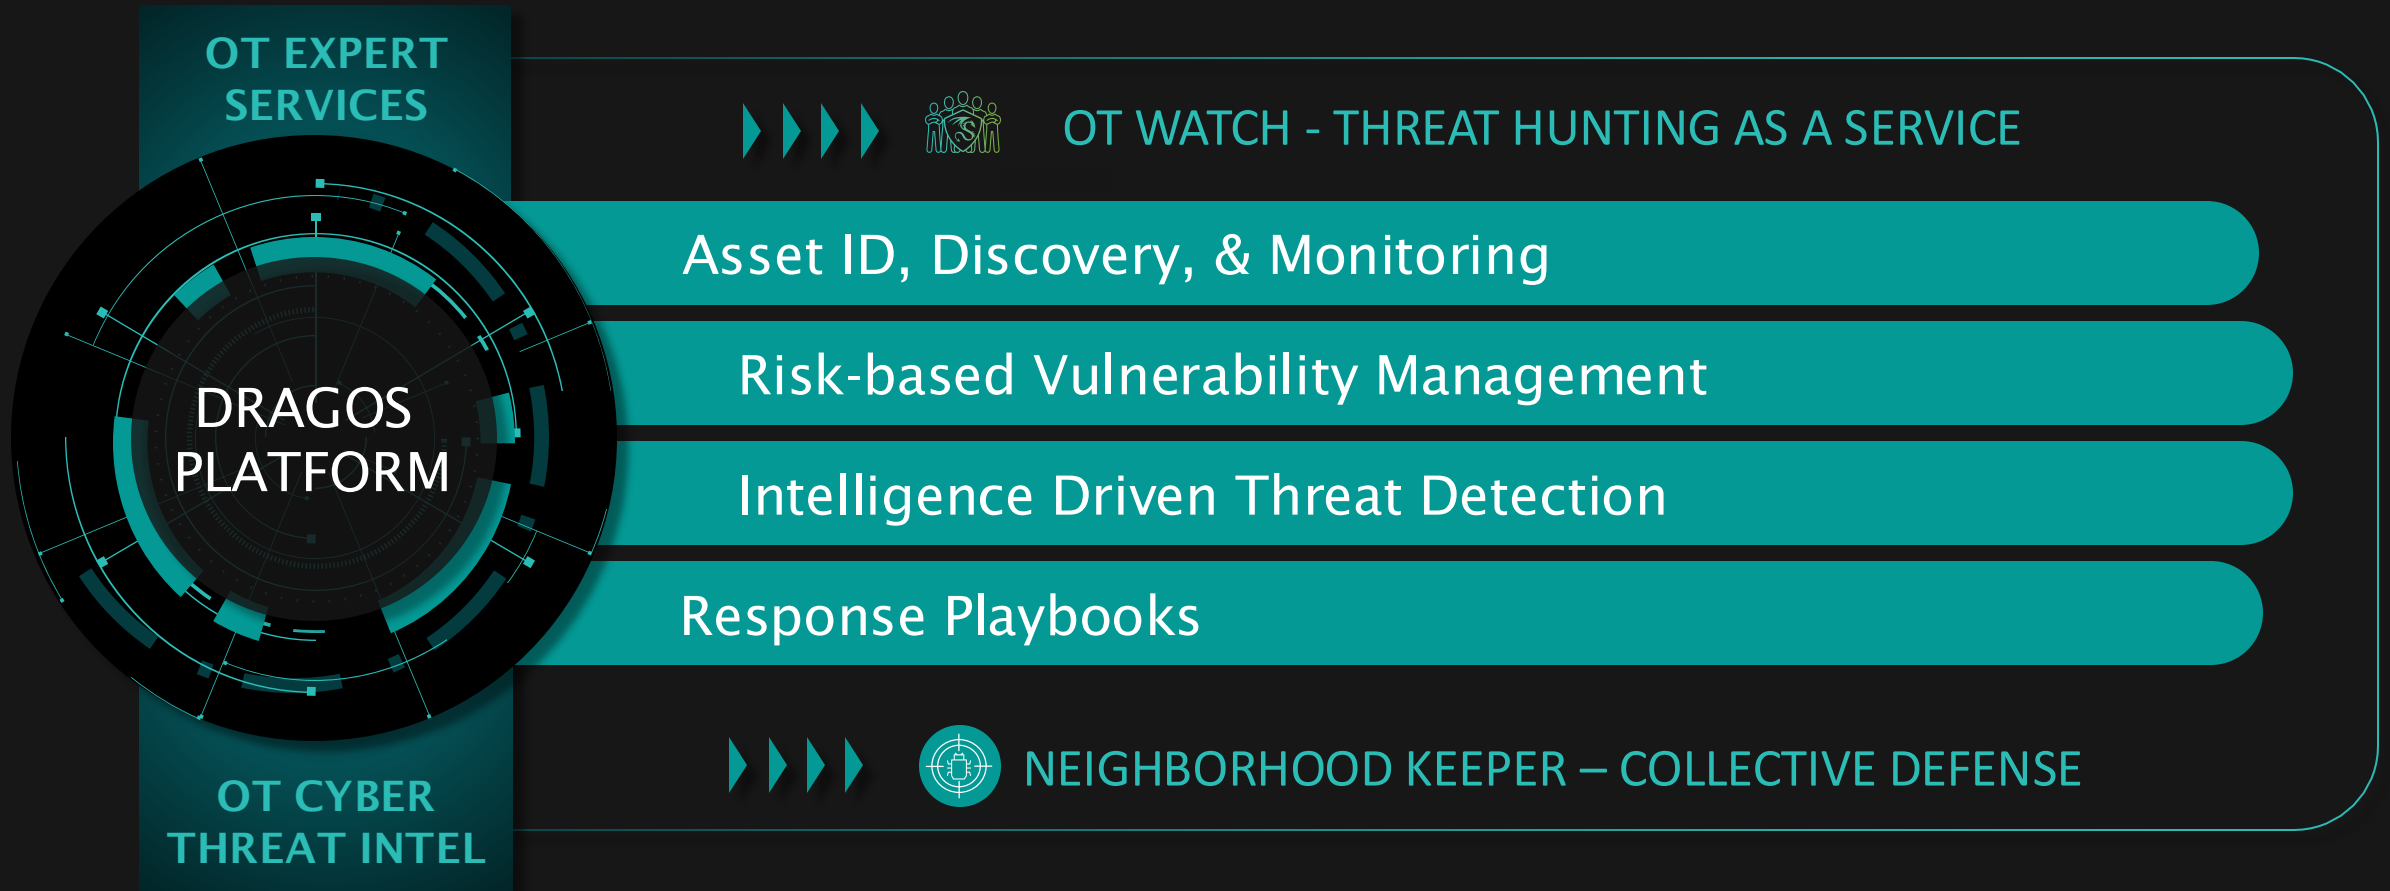 OT EXPERT
SERVICES
OT WATCH - THREAT HUNTING AS A SERVICE
Asset ID, Discovery, & Monitoring
Risk-based Vulnerability Management
DRAGOS
PLATFORM
Intelligence Driven Threat Detection
Response Playbooks
NEIGHBORHOOD KEEPER – COLLECTIVE DEFENSE
OT CYBER
THREAT INTEL